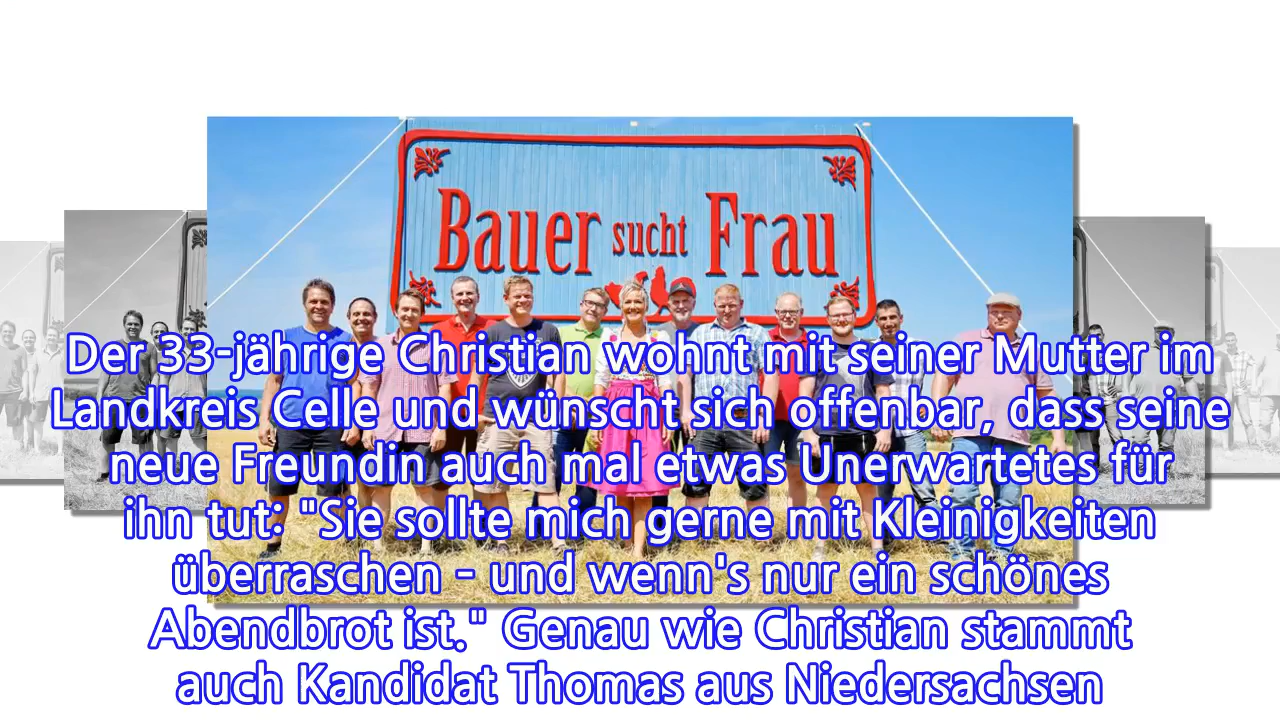 Bauer sucht Frau
Der 33-jährige Christian wohnt mit seiner Mutter im
Landkreis Celle und wünscht sich offenbar, dass seine
neue Freundin auch mal etwas Unerwartetes für
ihn tut: "Sie sollte mich gerne mit Kleinigkeiten
überraschen - und wenn's nur ein schönes
Abendbrot ist." Genau wie Christian stammt
auch Kandidat Thomas aus Niedersachsen